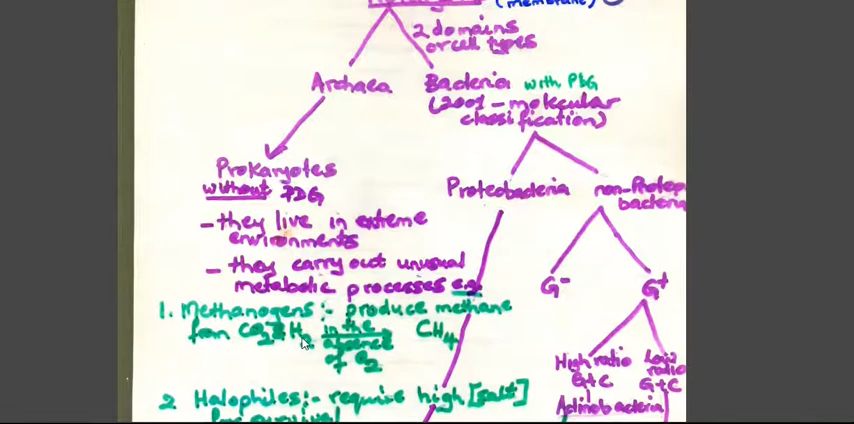 (membrane)
2 domains
or cell types
Archaea
Bacteria with PDG
(2001 - molecular
classification)
Prokaryotes
without PDG
- they live in extreme
environments
- they carry out unusual
metabolic processes e.g.
1. Methanogens:- produce methane
from CO2 & H2 in the CH4
absence
of O2
2 Halophiles:- require high [salt]
for survival
Proteobacteria
non-Proteo
bacteria
G-
G+
High ratio
G+C
Actinobacteria
Low
ratio
G+C